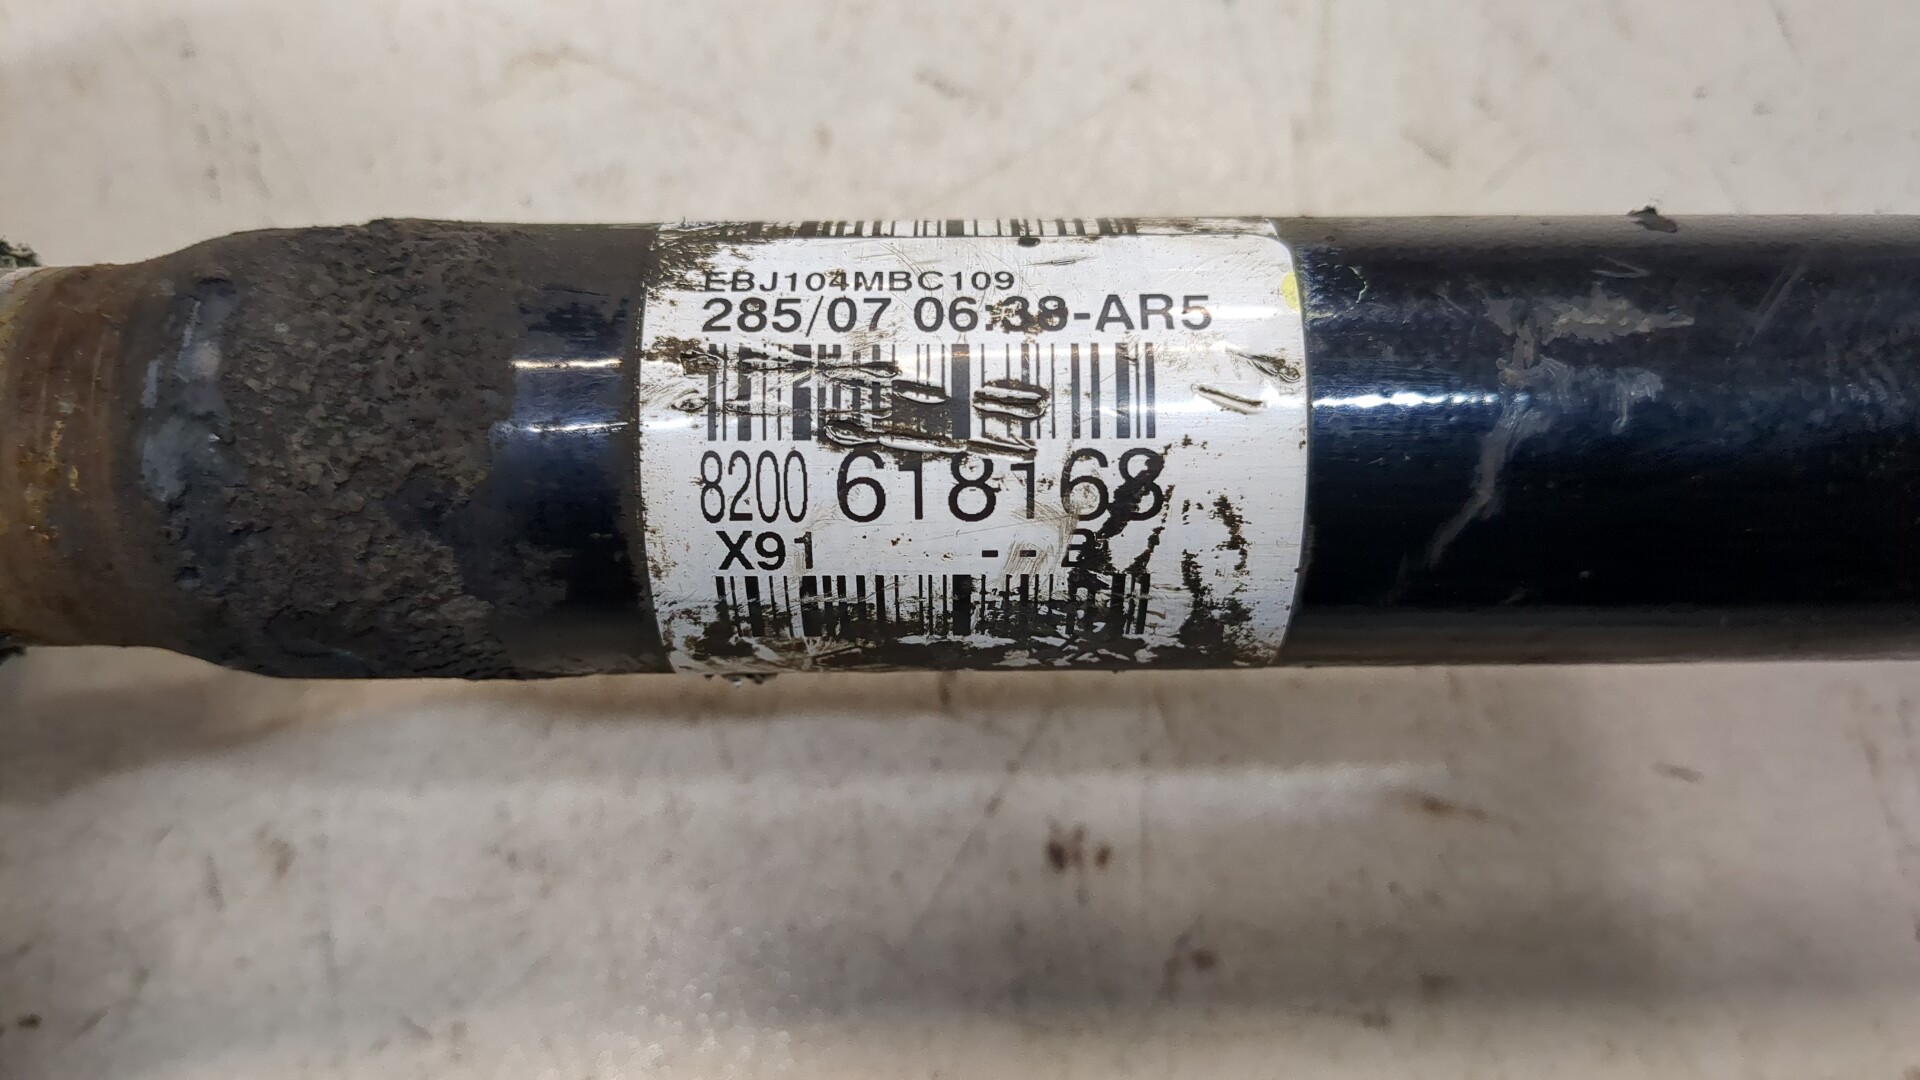 EBJ104MBC109
285/07 06:38-AR5
8200 618168
X91 -- B